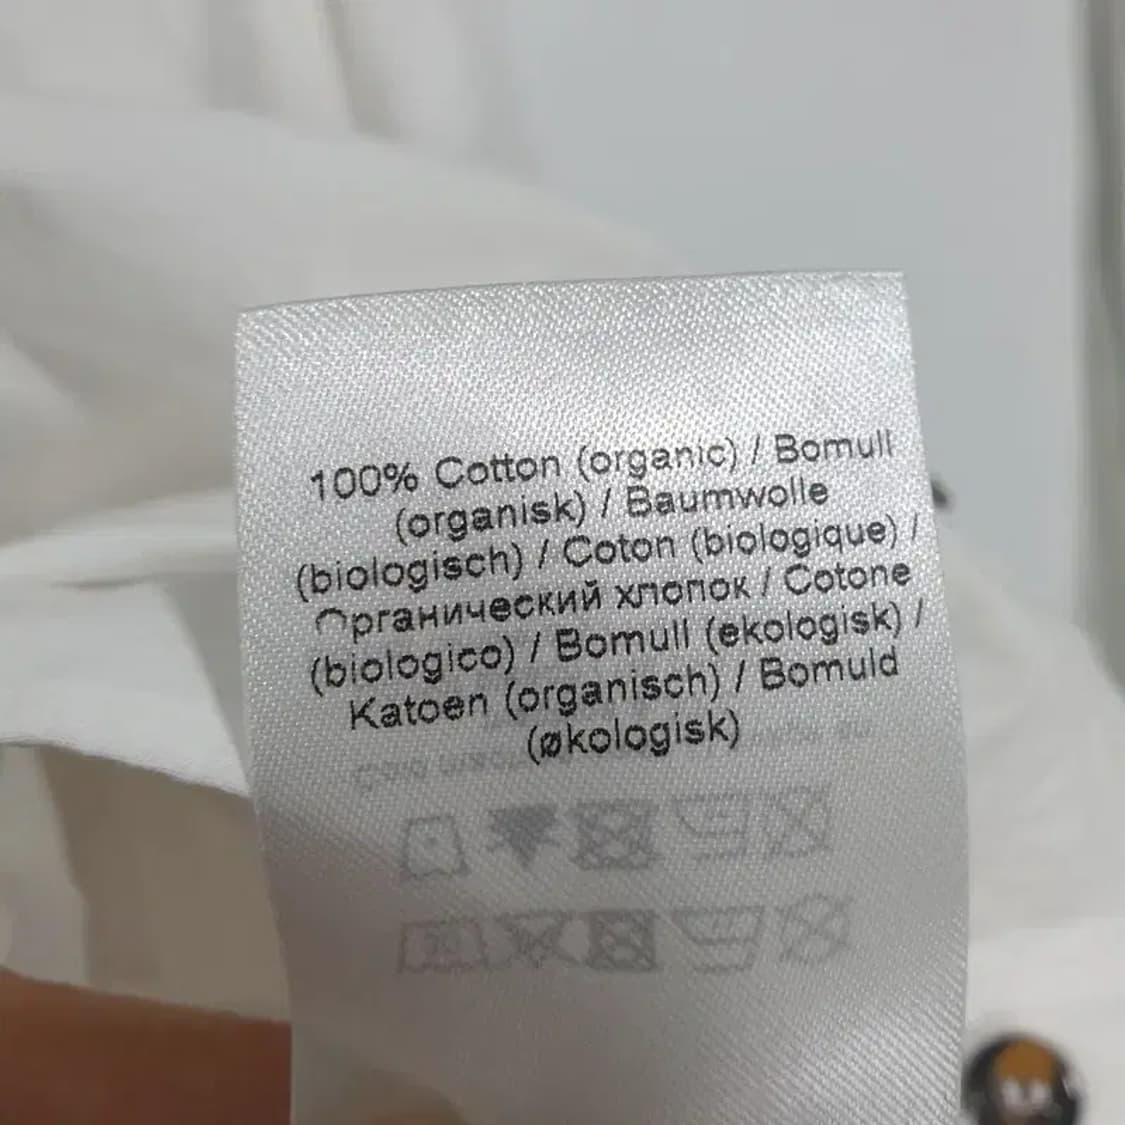 100% Cotton (organic) / Bomull
(organisk) / Baumwolle
(biologisch) / Coton (biologique) /
Органический хлопок / Cotone
(biologico) / Bomull (ekologisk) /
Katoen (organisch) / Bomuld
(økologisk)